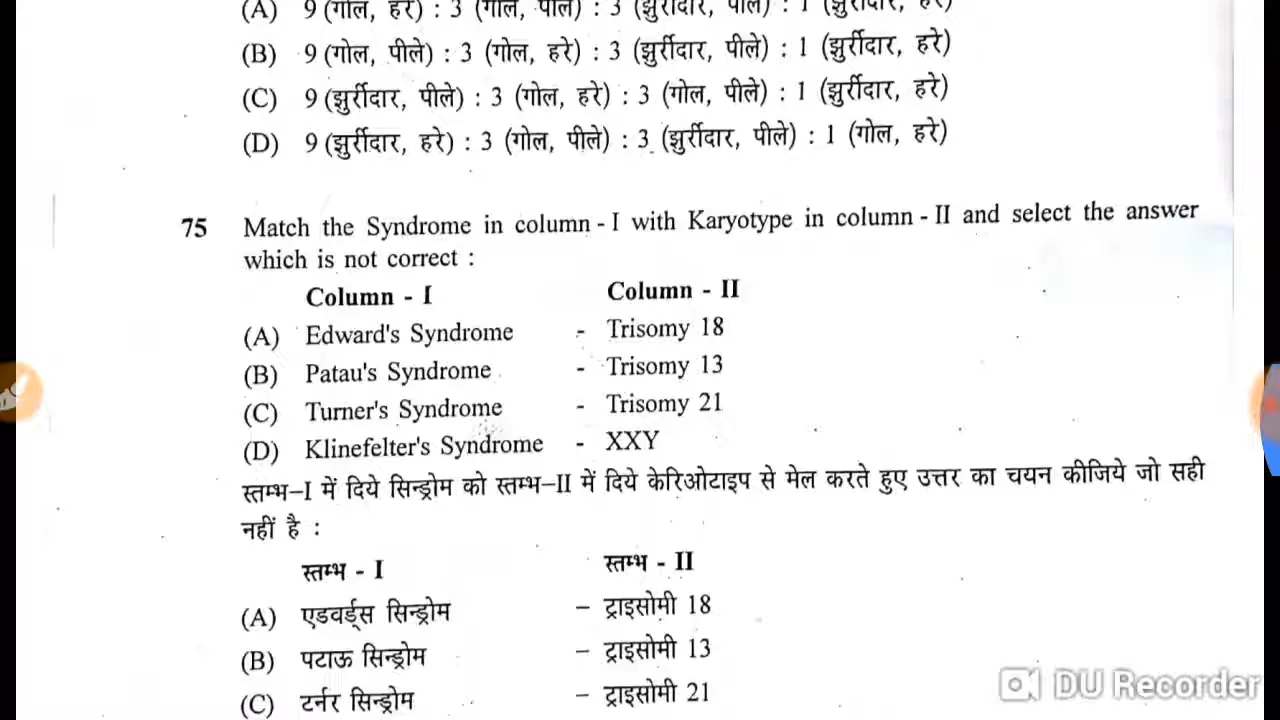 (A) 9 (गोल, हरे) : 3 (गोल, पीले) : 3 (झुर्रीदार, पीले) : 1 (झुर्रीदार, हरे)
(B) 9 (गोल, पीले) : 3 (गोल, हरे) : 3 (झुर्रीदार, पीले) : 1 (झुर्रीदार, हरे)
(C) 9 (झुर्रीदार, पीले) : 3 (गोल, हरे) : 3 (गोल, पीले) : 1 (झुर्रीदार, हरे)
(D) 9 (झुर्रीदार, हरे) : 3 (गोल, पीले) : 3 (झुर्रीदार, पीले) : 1 (गोल, हरे)
75 Match the Syndrome in column - I with Karyotype in column - II and select the answer
which is not correct :
Column - I Column - II
(A) Edward's Syndrome - Trisomy 18
(B) Patau's Syndrome - Trisomy 13
(C) Turner's Syndrome - Trisomy 21
(D) Klinefelter's Syndrome - XXY
स्तम्भ-I में दिये सिन्ड्रोम को स्तम्भ-II में दिये केरिओटाइप से मेल करते हुए उत्तर का चयन कीजिये जो सही
नहीं है :
स्तम्भ - I स्तम्भ - II
(A) एडवर्ड्स सिन्ड्रोम - ट्राइसोमी 18
(B) पटाऊ सिन्ड्रोम - ट्राइसोमी 13
(C) टर्नर सिन्ड्रोम - ट्राइसोमी 21
DU Recorder